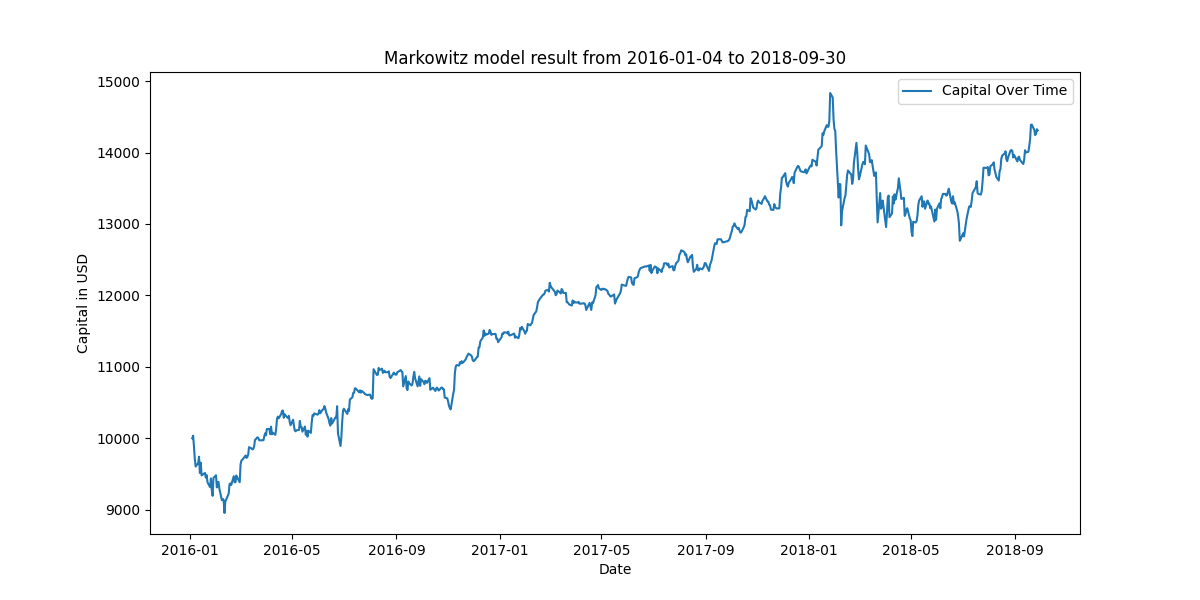 Markowitz model result from 2016-01-04 to 2018-09-30
Capital Over Time
15000
14000
13000
12000
11000
10000
9000
Capital in USD
2016-01 2016-05 2016-09 2017-01 2017-05 2017-09 2018-01 2018-05 2018-09
Date